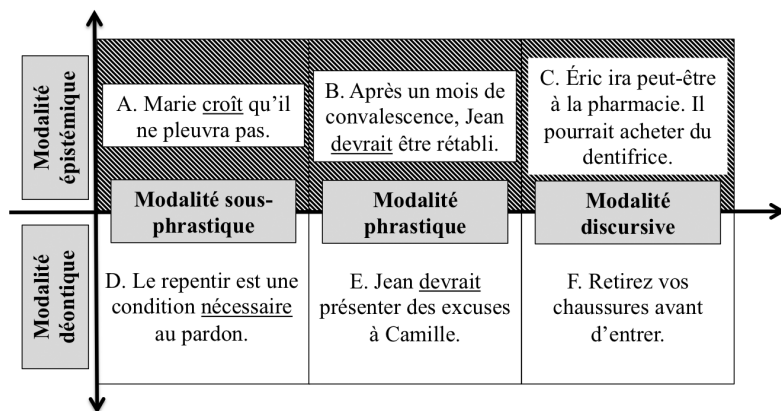 Modalité
épistémique
A. Marie croît qu'il
ne pleuvra pas.
B. Après un mois de
convalescence, Jean
devrait être rétabli.
C. Éric ira peut-être
à la pharmacie. Il
pourrait acheter du
dentifrice.
Modalité sous-
phrastique
Modalité
phrastique
Modalité
discursive
Modalité
déontique
D. Le repentir est une
condition nécessaire
au pardon.
E. Jean devrait
présenter des excuses
à Camille.
F. Retirez vos
chaussures avant
d'entrer.